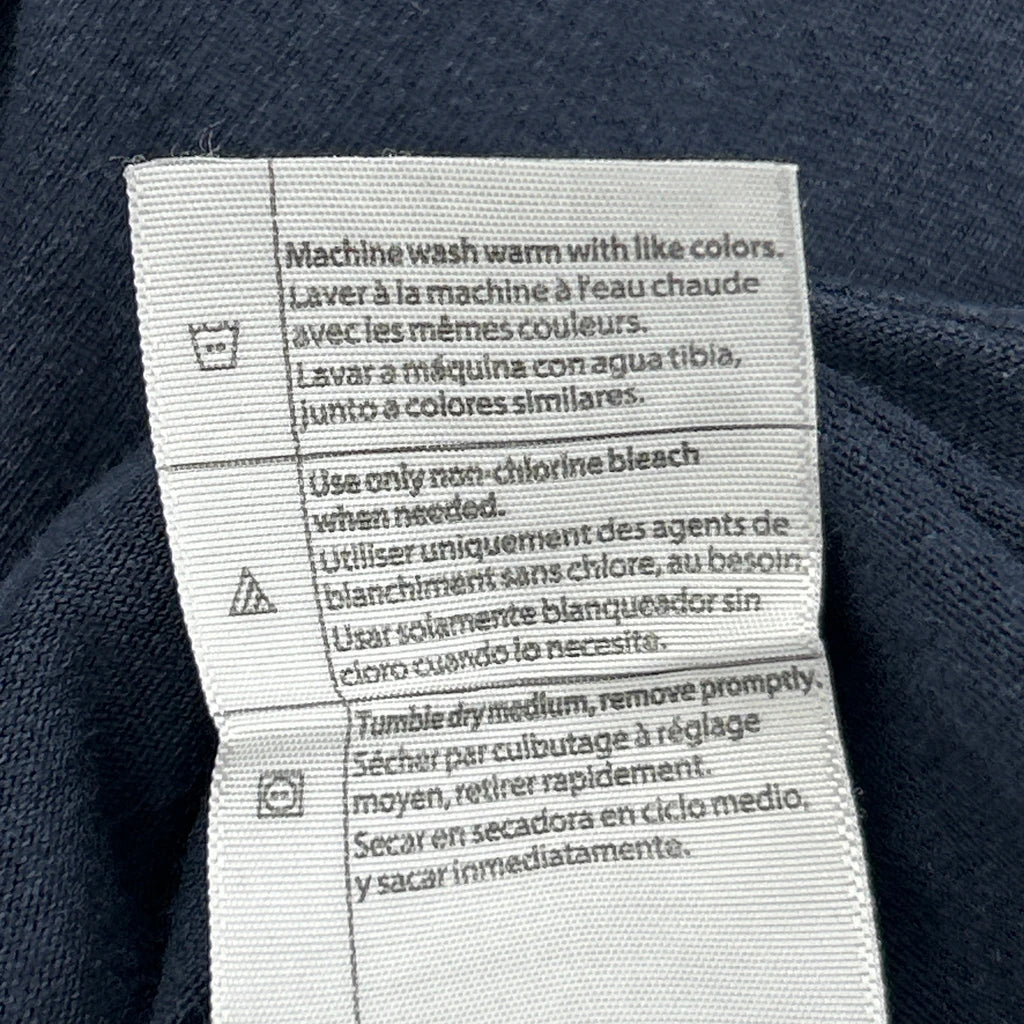 Machine wash warm with like colors.
Laver à la machine à l'eau chaude
avec les mêmes couleurs.
Lavar a máquina con agua tibia,
junto a colores similares.
Use only non-chlorine bleach
when needed.
Utiliser uniquement des agents de
blanchiment sans chlore, au besoin.
Usar solamente blanqueador sin
cloro cuando lo necesite.
Tumble dry medium, remove promptly.
Sécher par culbutage à réglage
moyen, retirer rapidement.
Secar en secadora en ciclo medio,
y sacar inmediatamente.